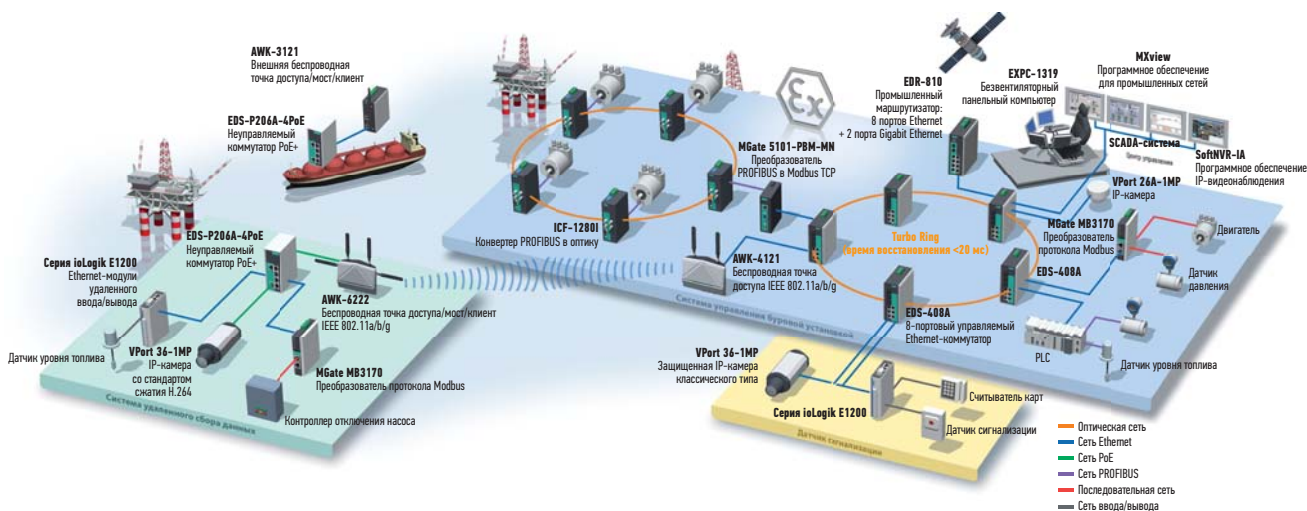 AWK-3121
Внешняя беспроводная
точка доступа/мост/клиент
EDS-P206A-4PoE
Неуправляемый
коммутатор PoE+
EDS-P206A-4PoE
Неуправляемый
коммутатор PoE+
Серия ioLogik E1200
Ethernet-модули
удаленного
ввода/вывода
AWK-6222
Беспроводная точка доступа/мост/клиент
IEEE 802.11a/b/g
Датчик уровня топлива
VPort 36-1MP
IP-камера
со стандартом
сжатия H.264
MGate MB3170
Преобразователь протокола Modbus
Контроллер отключения насоса
Система удаленного сбора данных
Ex
EDR-810
Промышленный
маршрутизатор:
8 портов Ethernet
+ 2 порта Gigabit Ethernet
EXPC-1319
Безвентиляторный
панельный компьютер
MXview
Программное обеспечение
для промышленных сетей
SCADA-система
Центр управления
SoftNVR-IA
Программное обеспечение
IP-видеонаблюдения
VPort 26A-1MP
IP-камера
MGate 5101-PBM-MN
Преобразователь
PROFIBUS в Modbus TCP
ICF-1280I
Конвертер PROFIBUS в оптику
Turbo Ring
(время восстановления <20 мс)
MGate MB3170
Преобразователь
протокола Modbus
Двигатель
Датчик
давления
AWK-4121
Беспроводная точка
доступа IEEE 802.11a/b/g
EDS-408A
EDS-408A
8-портовый управляемый
Ethernet-коммутатор
PLC
Датчик уровня топлива
Система управления буровой установкой
VPort 36-1MP
Защищенная IP-камера
классического типа
Серия ioLogik E1200
Считыватель карт
Датчик сигнализации
Датчик сигнализации
Оптическая сеть
Сеть Ethernet
Сеть PoE
Сеть PROFIBUS
Последовательная сеть
Сеть ввода/вывода